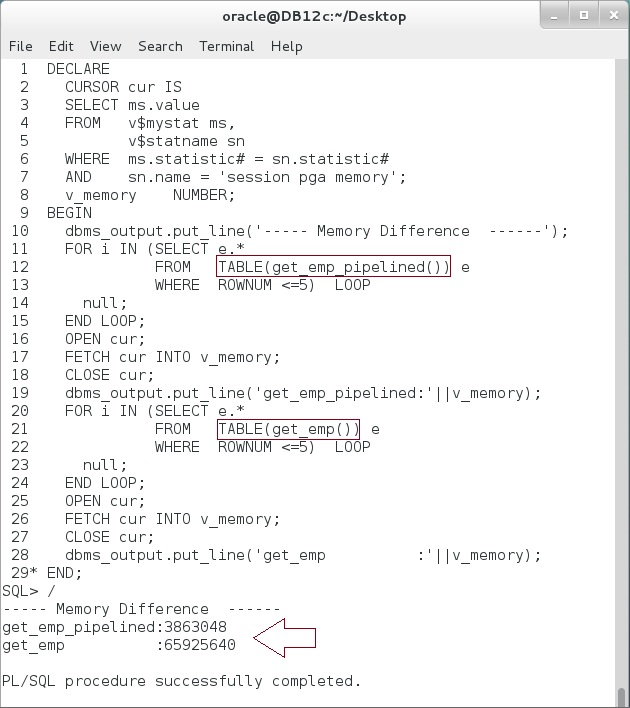 oracle@DB12c:~/Desktop
File Edit View Search Terminal Help
1 DECLARE
2 CURSOR cur IS
3 SELECT ms.value
4 FROM v$mystat ms,
5 v$statname sn
6 WHERE ms.statistic# = sn.statistic#
7 AND sn.name = 'session pga memory';
8 v_memory NUMBER;
9 BEGIN
10 dbms_output.put_line('----- Memory Difference ------');
11 FOR i IN (SELECT e.*
12 FROM TABLE(get_emp_pipelined()) e
13 WHERE ROWNUM <=5) LOOP
14 null;
15 END LOOP;
16 OPEN cur;
17 FETCH cur INTO v_memory;
18 CLOSE cur;
19 dbms_output.put_line('get_emp_pipelined:'||v_memory);
20 FOR i IN (SELECT e.*
21 FROM TABLE(get_emp()) e
22 WHERE ROWNUM <=5) LOOP
23 null;
24 END LOOP;
25 OPEN cur;
26 FETCH cur INTO v_memory;
27 CLOSE cur;
28 dbms_output.put_line('get_emp          :'||v_memory);
29* END;
SQL> /
----- Memory Difference ------
get_emp_pipelined:3863048
get_emp          :65925640
PL/SQL procedure successfully completed.